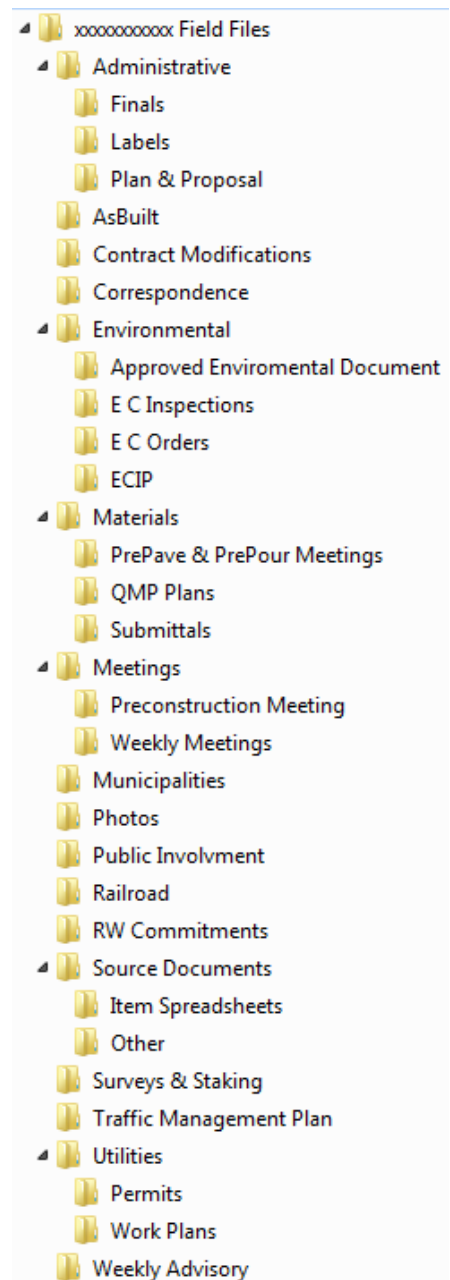 xxxxxxxxxxx Field Files
Administrative
Finals
Labels
Plan & Proposal
AsBuilt
Contract Modifications
Correspondence
Environmental
Approved Enviromental Document
E C Inspections
E C Orders
ECIP
Materials
PrePave & PrePour Meetings
QMP Plans
Submittals
Meetings
Preconstruction Meeting
Weekly Meetings
Municipalities
Photos
Public Involvment
Railroad
RW Commitments
Source Documents
Item Spreadsheets
Other
Surveys & Staking
Traffic Management Plan
Utilities
Permits
Work Plans
Weekly Advisory